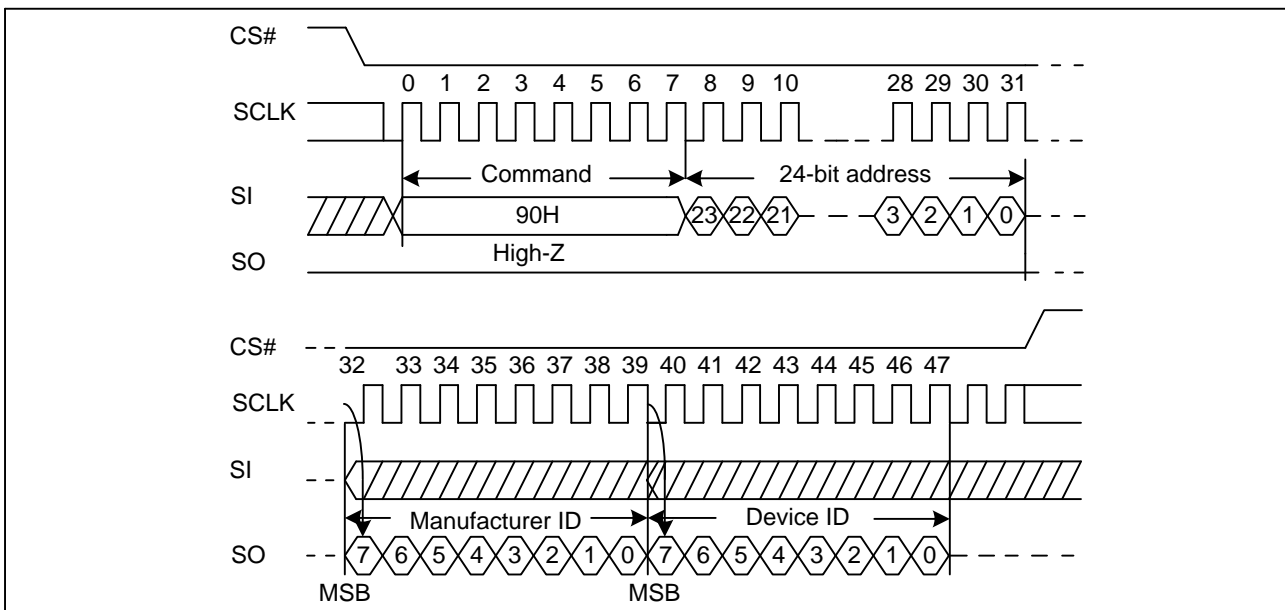 CS#
0 1 2 3 4 5 6 7 8 9 10 28 29 30 31
SCLK
Command 24-bit address
SI
90H 23 22 21 3 2 1 0
High-Z
SO
CS#
32 33 34 35 36 37 38 39 40 41 42 43 44 45 46 47
SCLK
SI
Manufacturer ID Device ID
SO 7 6 5 4 3 2 1 0 7 6 5 4 3 2 1 0
MSB MSB